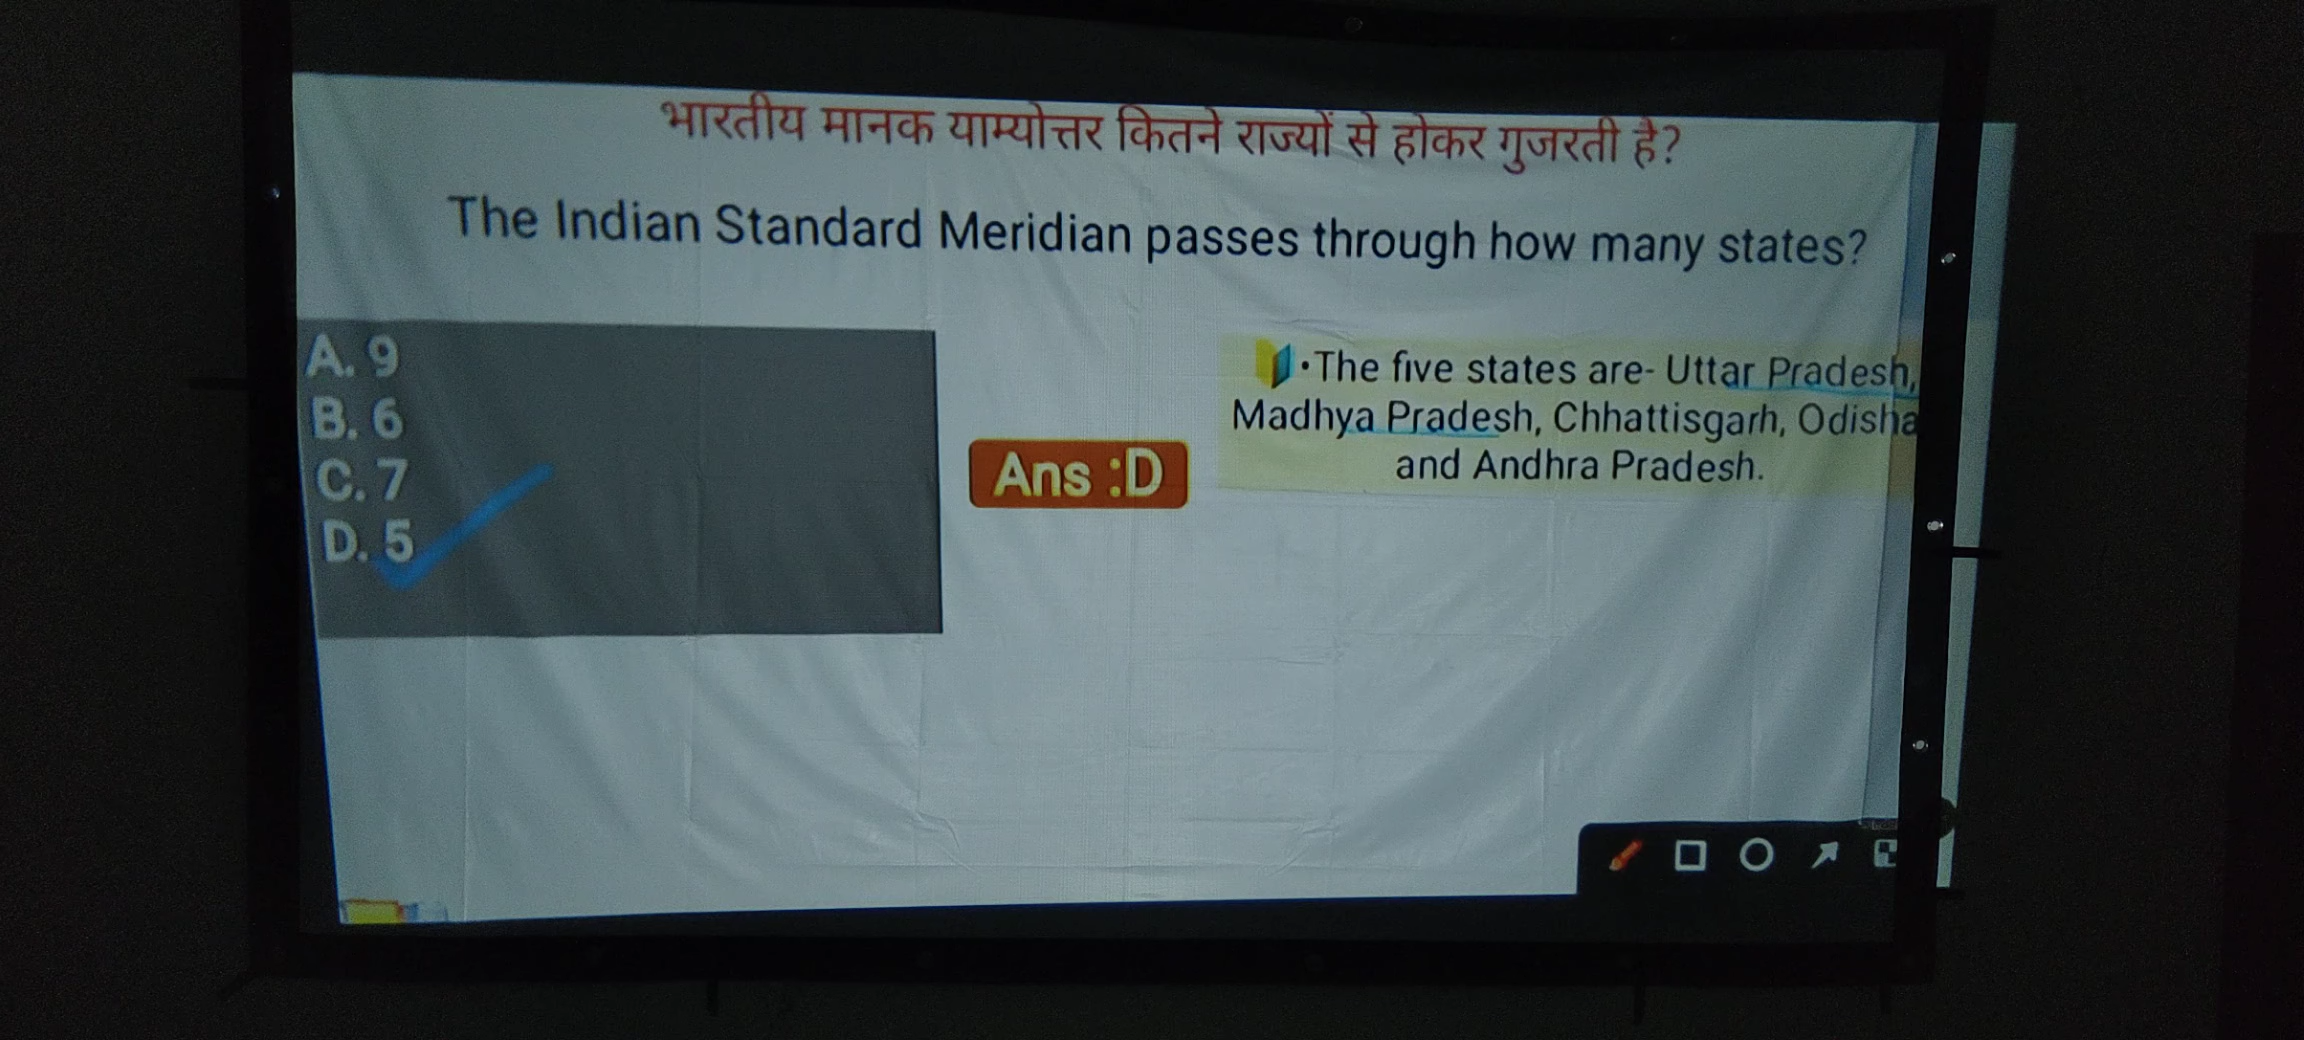 भारतीय मानक याम्योत्तर कितने राज्यों से होकर गुजरती है?
The Indian Standard Meridian passes through how many states?
A. 9
B. 6
C. 7
D. 5
Ans :D
•The five states are- Uttar Pradesh,
Madhya Pradesh, Chhattisgarh, Odisha
and Andhra Pradesh.